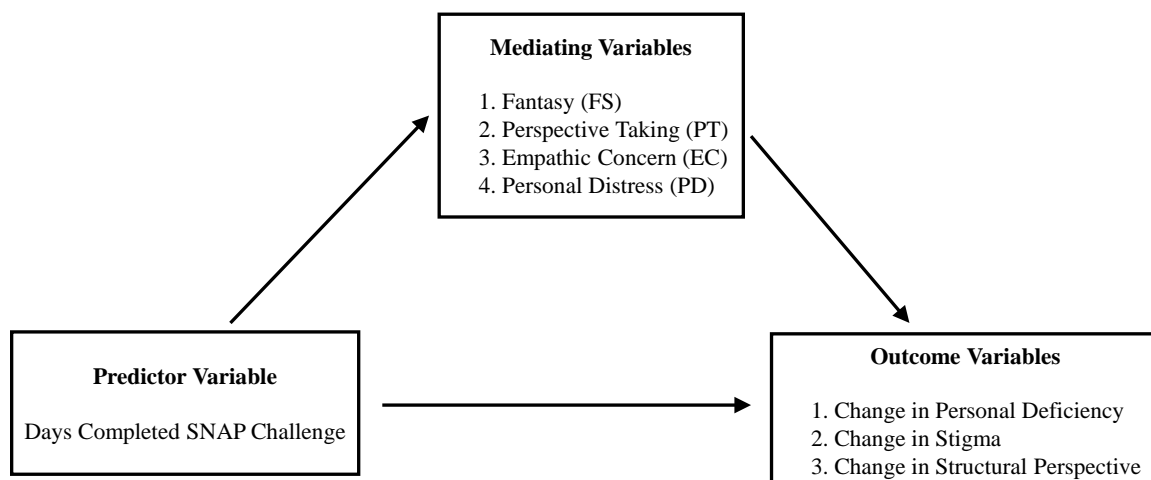 Mediating Variables
1. Fantasy (FS)
2. Perspective Taking (PT)
3. Empathic Concern (EC)
4. Personal Distress (PD)
Predictor Variable
Days Completed SNAP Challenge
Outcome Variables
1. Change in Personal Deficiency
2. Change in Stigma
3. Change in Structural Perspective